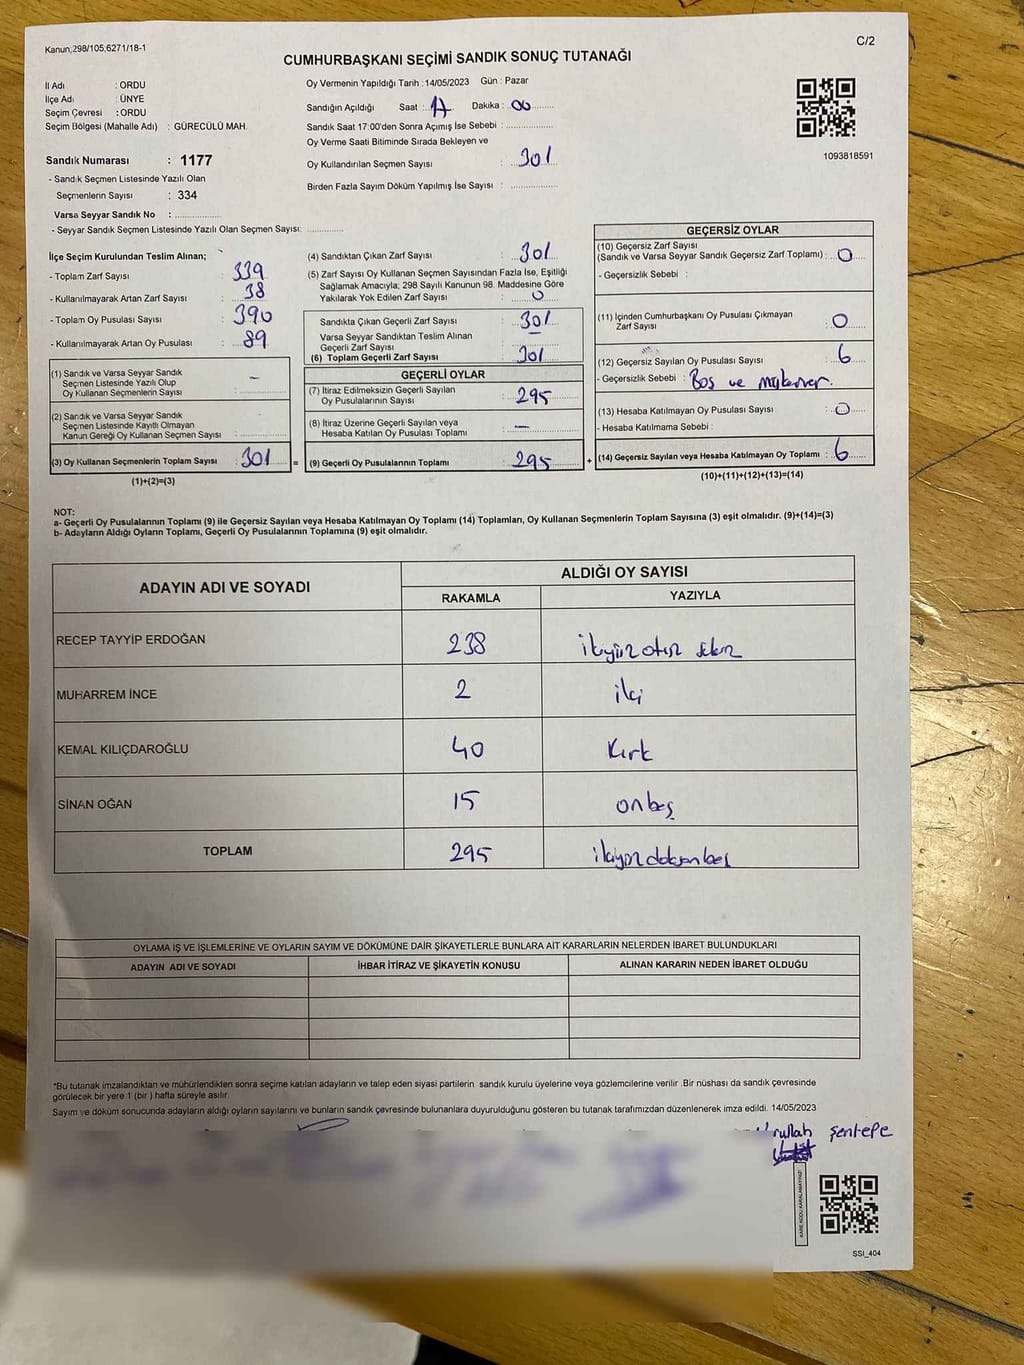 Kanun;298/105,6271/18-1
C/2
CUMHURBAŞKANI SEÇİMİ SANDIK SONUÇ TUTANAĞI
İl Adı : ORDU
İlçe Adı : ÜNYE
Seçim Çevresi : ORDU
Seçim Bölgesi (Mahalle Adı) : GÜRECÜLÜ MAH.
Sandık Numarası : 1177
- Sandık Seçmen Listesinde Yazılı Olan
Seçmenlerin Sayısı : 334
Varsa Seyyar Sandık No :
- Seyyar Sandık Seçmen Listesinde Yazılı Olan Seçmen Sayısı:
Oy Vermenin Yapıldığı Tarih : 14/05/2023 Gün : Pazar
Sandığın Açıldığı Saat : 17 Dakika : 00
Sandık Saat 17:00'den Sonra Açımış İse Sebebi :
Oy Verme Saati Bitiminde Sırada Bekleyen ve
Oy Kullandırılan Seçmen Sayısı : 301
Birden Fazla Sayım Döküm Yapılmış İse Sayısı :
1093818591
İlçe Seçim Kurulundan Teslim Alınan;
- Toplam Zarf Sayısı : 339
- Kullanılmayarak Artan Zarf Sayısı : 38
- Toplam Oy Pusulası Sayısı : 390
- Kullanılmayarak Artan Oy Pusulası : 89
(1) Sandık ve Varsa Seyyar Sandık
Seçmen Listesinde Yazılı Olup
Oy Kullanan Seçmenlerin Sayısı : -
(2) Sandık ve Varsa Seyyar Sandık
Seçmen Listesinde Kayıtlı Olmayan
Kanun Gereği Oy Kullanan Seçmen Sayısı :
(3) Oy Kullanan Seçmenlerin Toplam Sayısı : 301
(1)+(2)=(3)
(4) Sandıktan Çıkan Zarf Sayısı : 301
(5) Zarf Sayısı Oy Kullanan Seçmen Sayısından Fazla İse, Eşitliği
Sağlamak Amacıyla; 298 Sayılı Kanunun 98. Maddesine Göre
Yakılarak Yok Edilen Zarf Sayısı : 0
Sandıkta Çıkan Geçerli Zarf Sayısı : 301
Varsa Seyyar Sandıktan Teslim Alınan
Geçerli Zarf Sayısı : -
(6) Toplam Geçerli Zarf Sayısı : 301
GEÇERLİ OYLAR
(7) İtiraz Edilmeksizin Geçerli Sayılan
Oy Pusulalarının Sayısı : 295
(8) İtiraz Üzerine Geçerli Sayılan veya
Hesaba Katılan Oy Pusulası Toplamı : -
= (9) Geçerli Oy Pusulalarının Toplamı : 295 +
GEÇERSİZ OYLAR
(10) Geçersiz Zarf Sayısı
(Sandık ve Varsa Seyyar Sandık Geçersiz Zarf Toplamı) : 0
- Geçersizlik Sebebi :
(11) İçinden Cumhurbaşkanı Oy Pusulası Çıkmayan
Zarf Sayısı : 0
(12) Geçersiz Sayılan Oy Pusulası Sayısı : 6
- Geçersizlik Sebebi : Boş ve
(13) Hesaba Katılmayan Oy Pusulası Sayısı : 0
- Hesaba Katılmama Sebebi :
(14) Geçersiz Sayılan veya Hesaba Katılmayan Oy Toplamı : 6
(10)+(11)+(12)+(13)=(14)
NOT:
a- Geçerli Oy Pusulalarının Toplamı (9) ile Geçersiz Sayılan veya Hesaba Katılmayan Oy Toplamı (14) Toplamları, Oy Kullanan Seçmenlerin Toplam Sayısına (3) eşit olmalıdır. (9)+(14)=(3)
b- Adayların Aldığı Oyların Toplamı, Geçerli Oy Pusulalarının Toplamına (9) eşit olmalıdır.
ADAYIN ADI VE SOYADI
ALDIĞI OY SAYISI
RAKAMLA YAZIYLA
RECEP TAYYİP ERDOĞAN 238 ikiyüz otuz sekiz
MUHARREM İNCE 2 iki
KEMAL KILIÇDAROĞLU 40 Kırk
SİNAN OĞAN 15 onbeş
TOPLAM 295 ikiyüz doksan beş
OYLAMA İŞ VE İŞLEMLERİNE VE OYLARIN SAYIM VE DÖKÜMÜNE DAİR ŞİKAYETLERLE BUNLARA AİT KARARLARIN NELERDEN İBARET BULUNDUKLARI
ADAYIN ADI VE SOYADI İHBAR İTİRAZ VE ŞİKAYETİN KONUSU ALINAN KARARIN NEDEN İBARET OLDUĞU
*Bu tutanak imzalandıktan ve mühürlendikten sonra seçime katılan adayların ve talep eden siyasi partilerin sandık kurulu üyelerine veya gözlemcilerine verilir .Bir nüshası da sandık çevresinde
görülecek bir yere 1 (bir ) hafta süreyle asılır.
Sayım ve döküm sonucunda adayların aldığı oyların sayılarını ve bunların sandık çevresinde bulunanlara duyurulduğunu gösteren bu tutanak tarafımızdan düzenlenerek imza edildi. 14/05/2023
Şentepe
KARE KODU KARALAMAYINIZ!
SSI_404